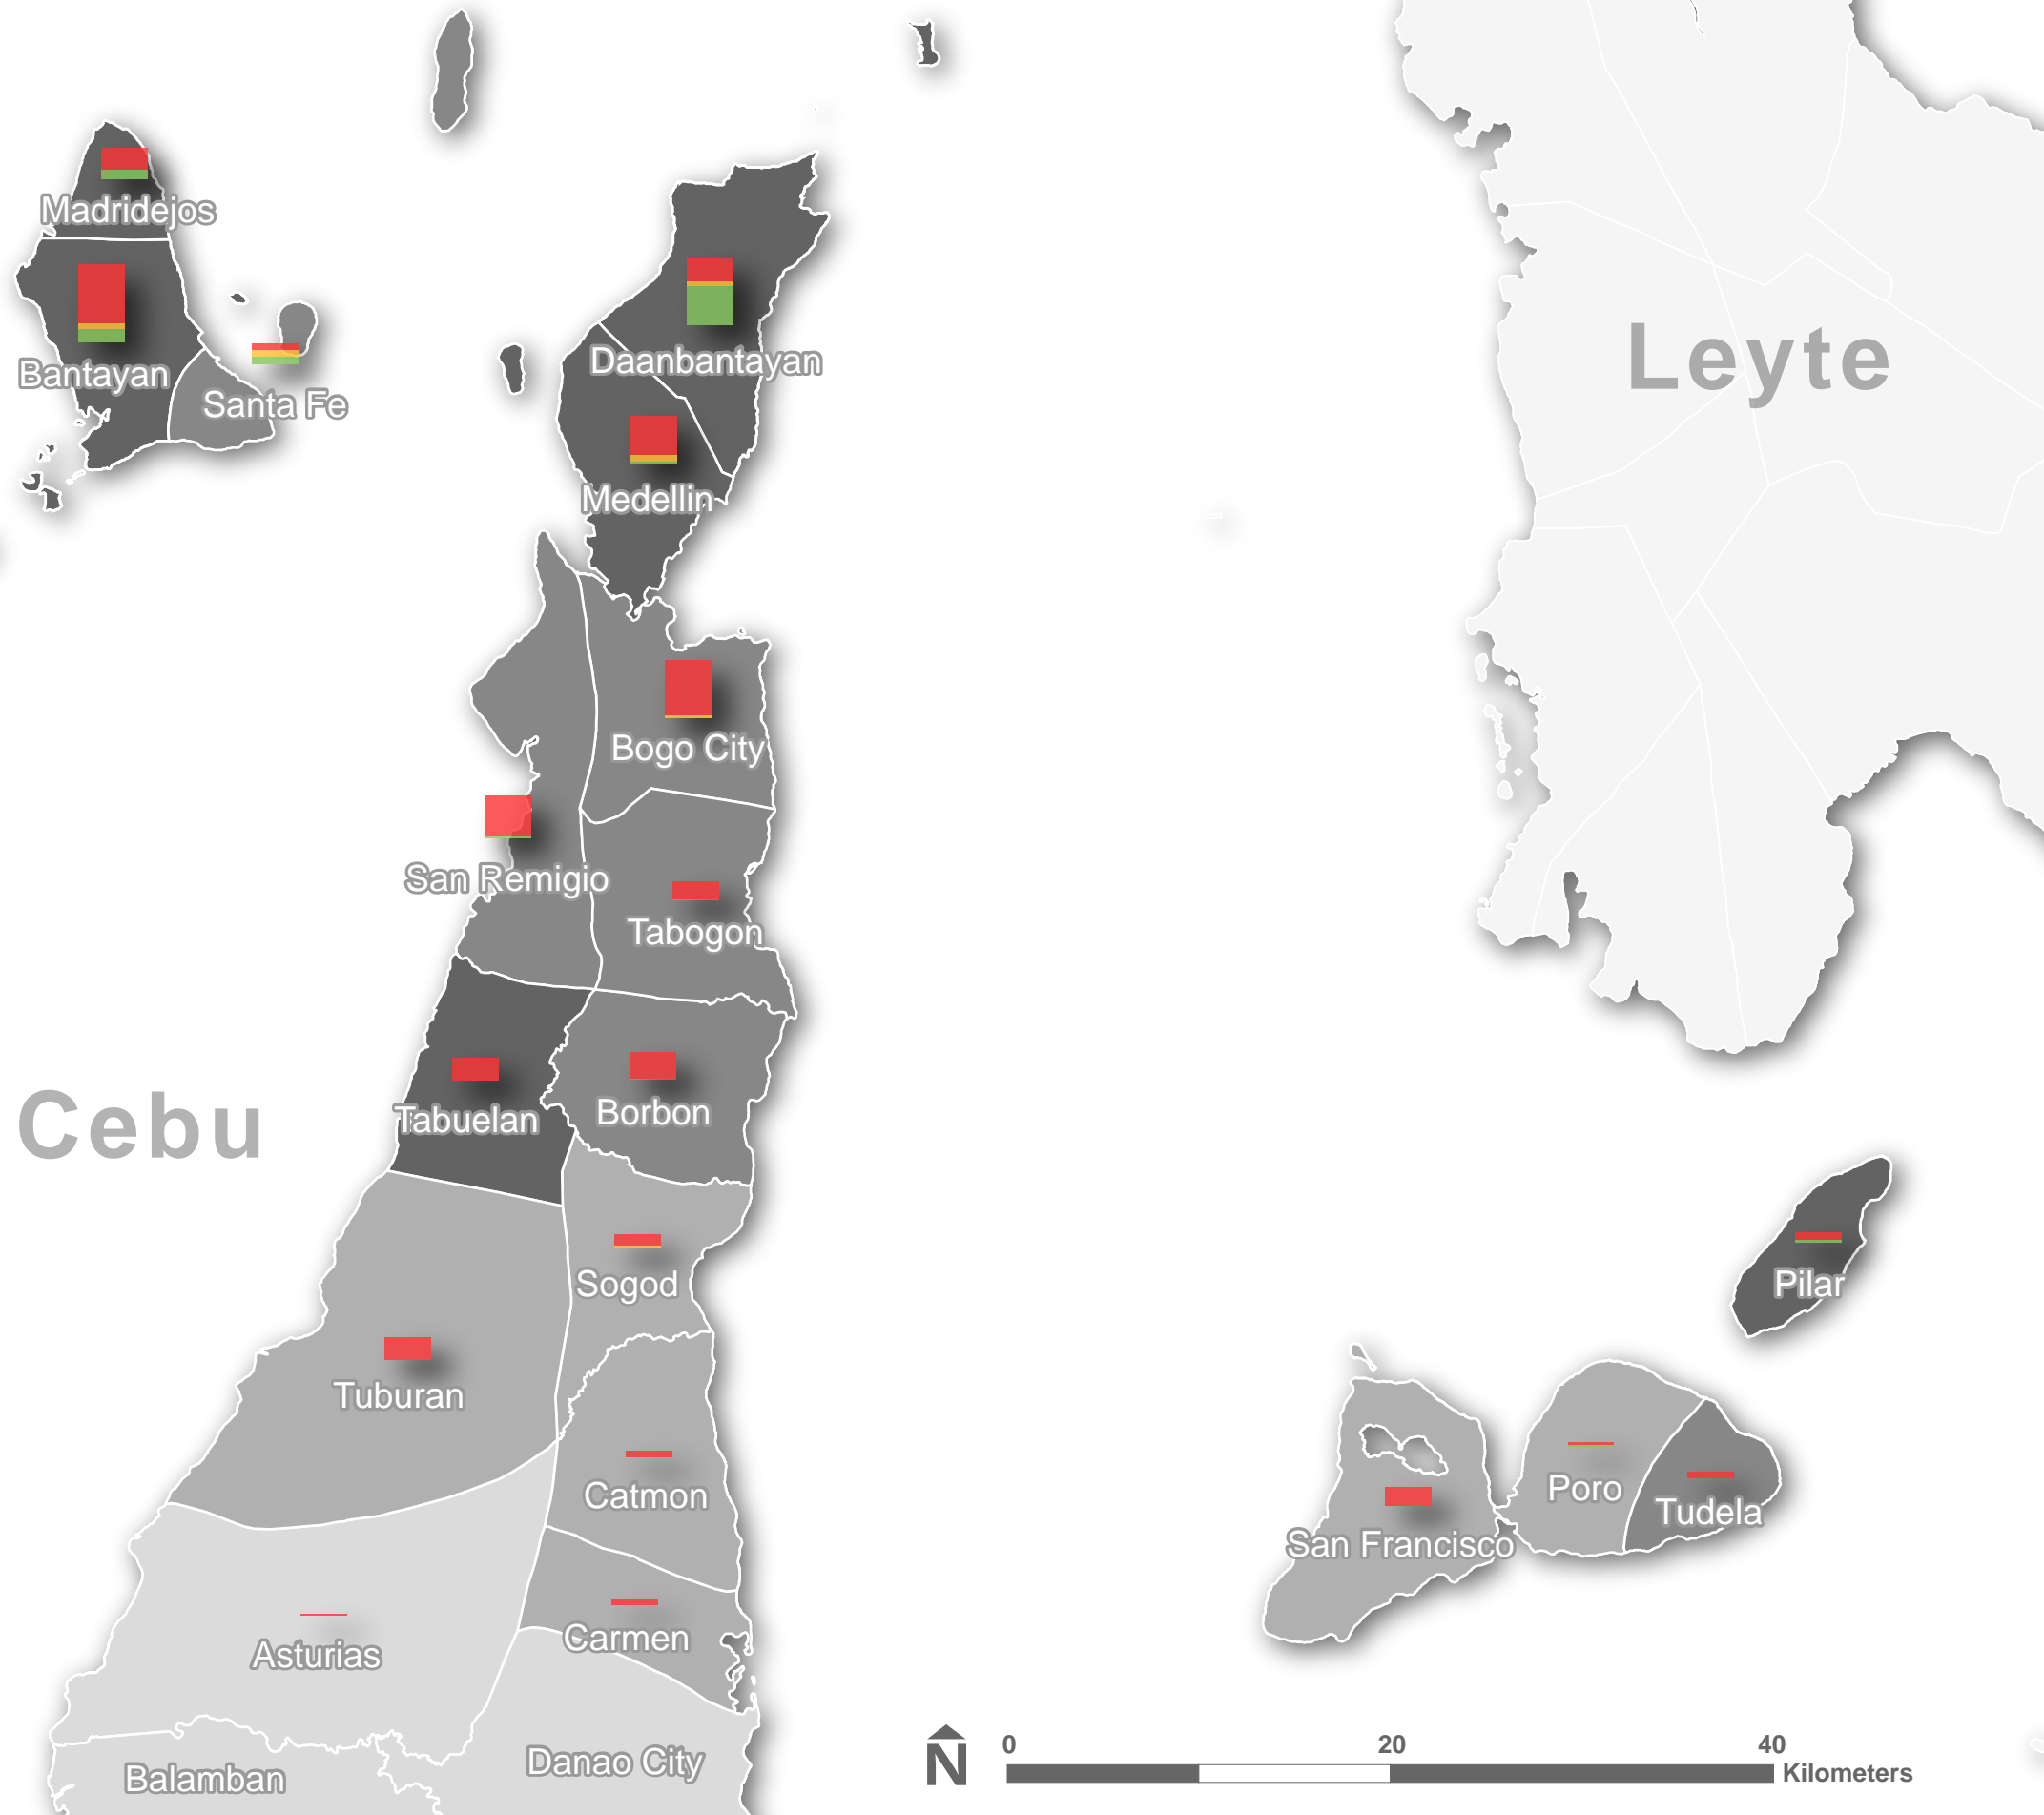 Madridejos
Bantayan
Santa Fe
Daanbantayan
Leyte
Medellin
Bogo City
San Remigio
Tabogon
Cebu
Tabuelan
Borbon
Sogod
Pilar
Tuburan
Catmon
Poro
Tudela
San Francisco
Carmen
Asturias
Danao City
Balamban
N
0 20 40
Kilometers